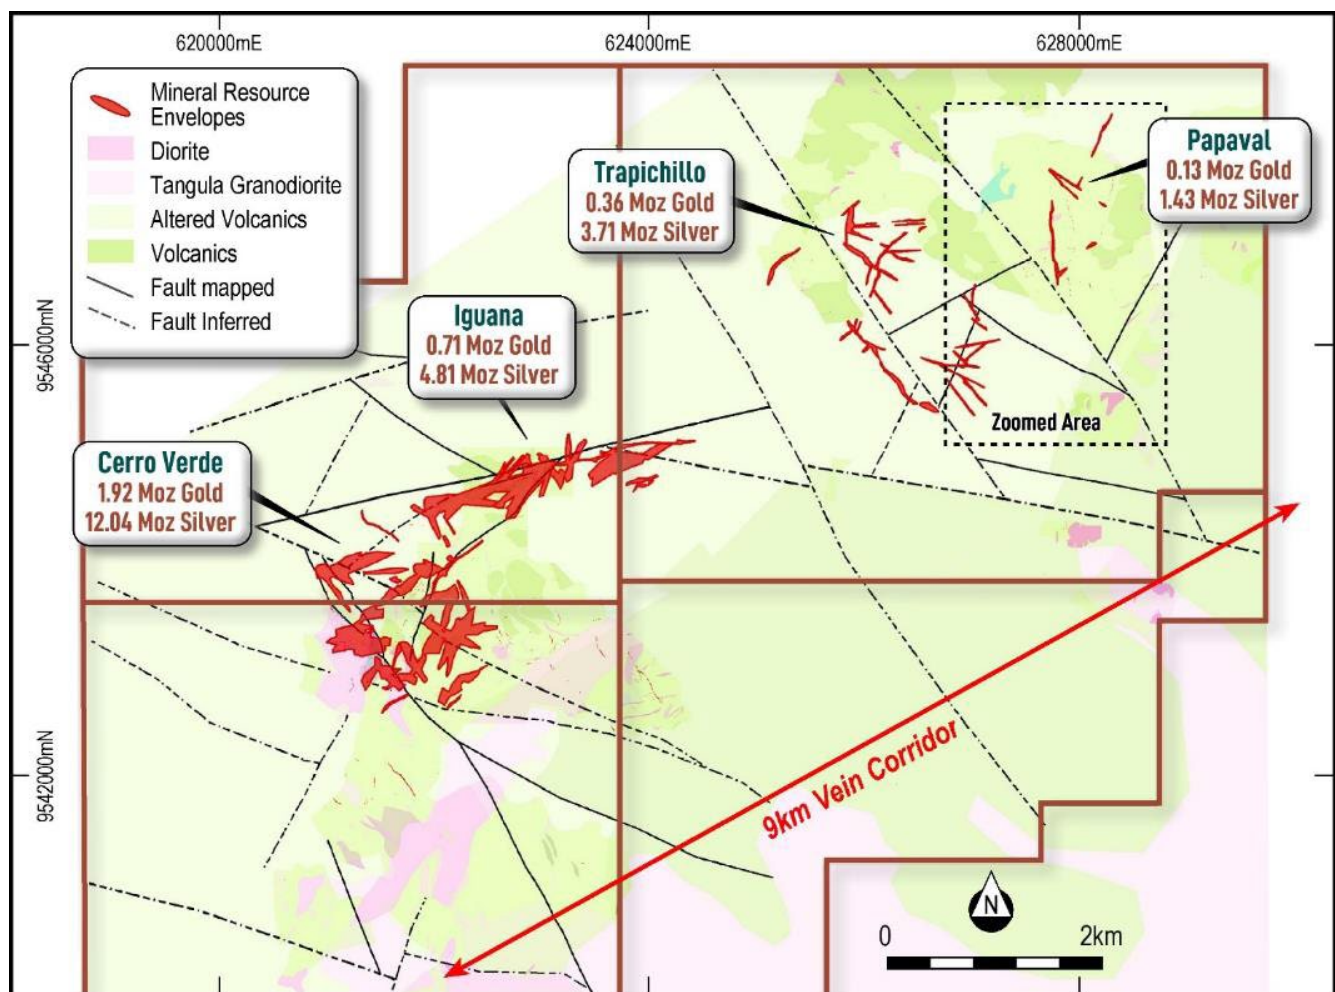 620000mE
624000mE
628000mE
Mineral Resource
Envelopes
Diorite
Tangula Granodiorite
Altered Volcanics
Volcanics
Fault mapped
Fault Inferred
Papaval
0.13 Moz Gold
1.43 Moz Silver
Trapichillo
0.36 Moz Gold
3.71 Moz Silver
Iguana
0.71 Moz Gold
4.81 Moz Silver
9546000mN
Zoomed Area
Cerro Verde
1.92 Moz Gold
12.04 Moz Silver
9542000mN
9km Vein Corridor
N
0
2km